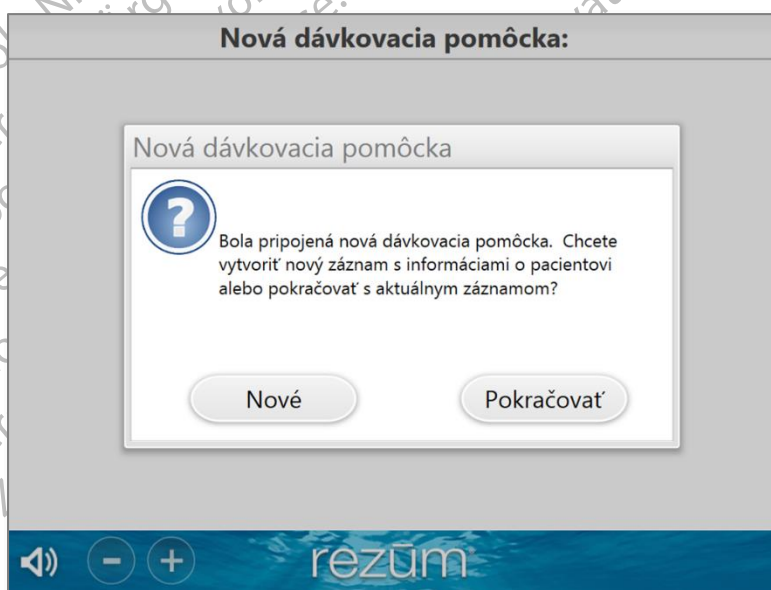 Nová dávkovacia pomôcka:
Nová dávkovacia pomôcka
?
Bola pripojená nová dávkovacia pomôcka. Chcete
vytvoriť nový záznam s informáciami o pacientovi
alebo pokračovať s aktuálnym záznamom?
Nové
Pokračovať
- +
rezūm